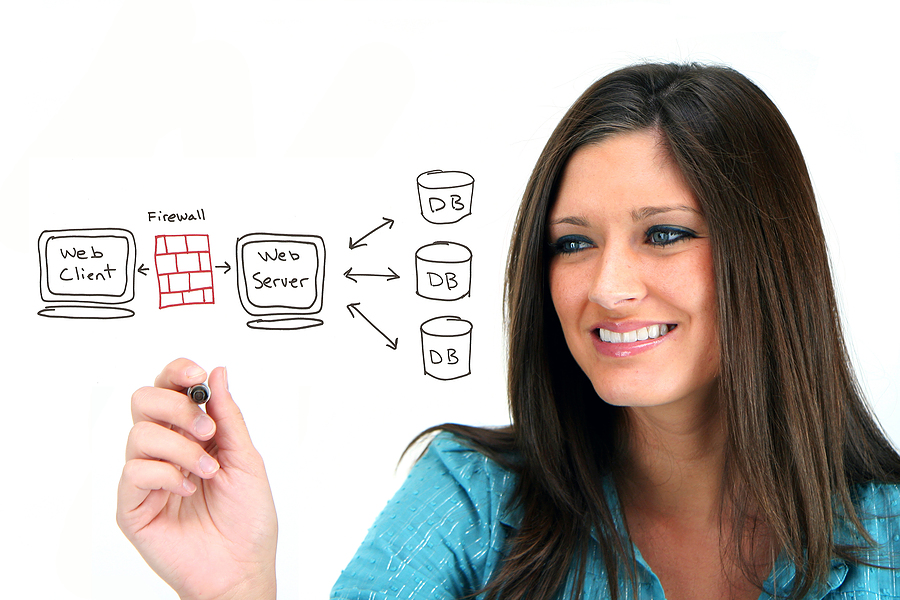 Firewall
Web
Client
Web
Server
DB
DB
DB